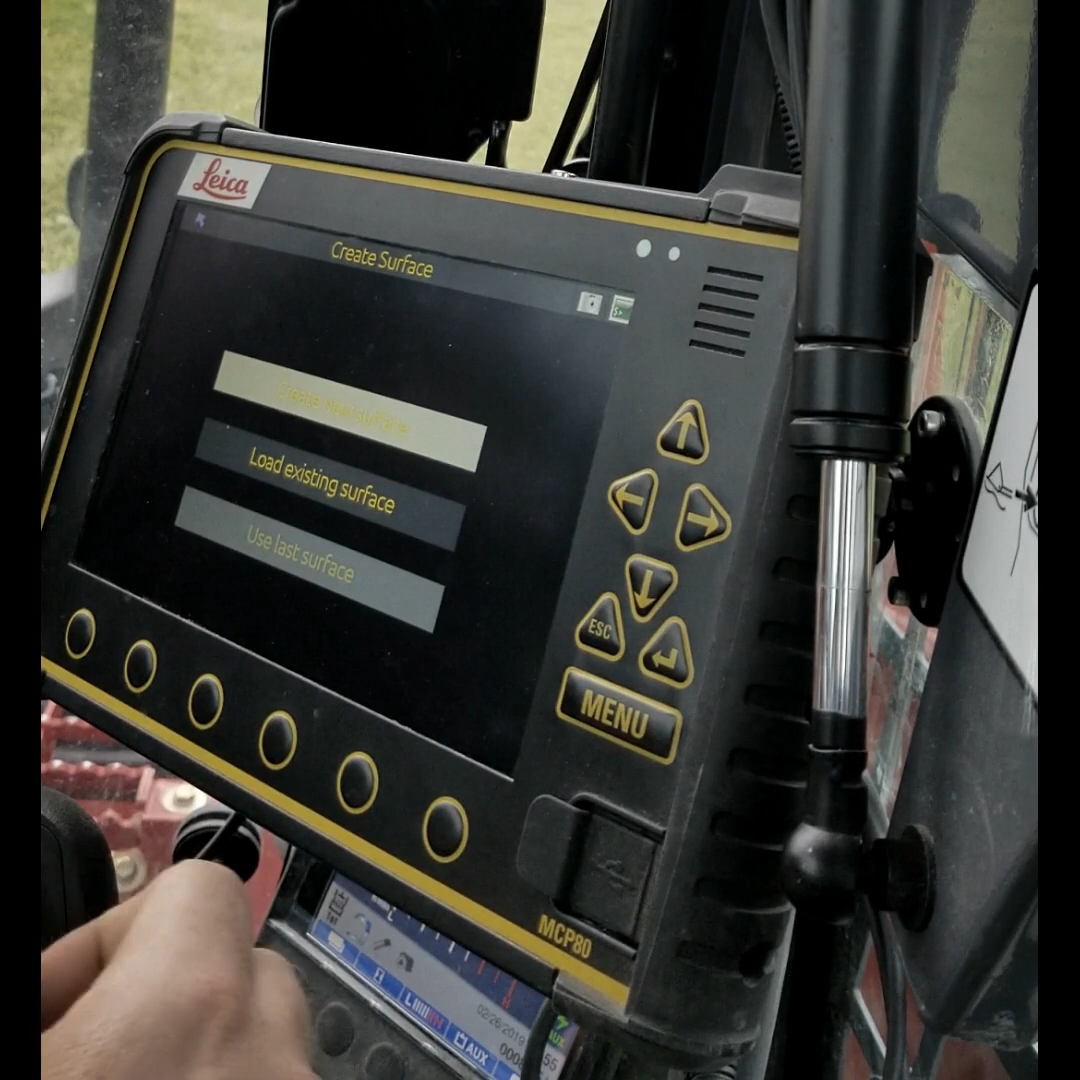 Leica
Create Surface
Create new surface
Load existing surface
Use last surface
ESC
MENU
MCP80
02/26/2019
AUX